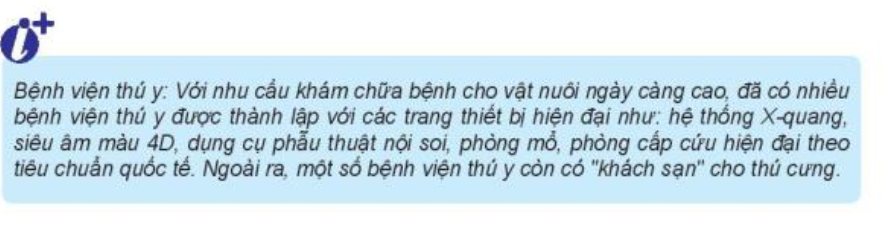 i+
Bệnh viện thú y: Với nhu cầu khám chữa bệnh cho vật nuôi ngày càng cao, đã có nhiều
bệnh viện thú y được thành lập với các trang thiết bị hiện đại như: hệ thống X-quang,
siêu âm màu 4D, dụng cụ phẫu thuật nội soi, phòng mổ, phòng cấp cứu hiện đại theo
tiêu chuẩn quốc tế. Ngoài ra, một số bệnh viện thú y còn có "khách sạn" cho thú cưng.